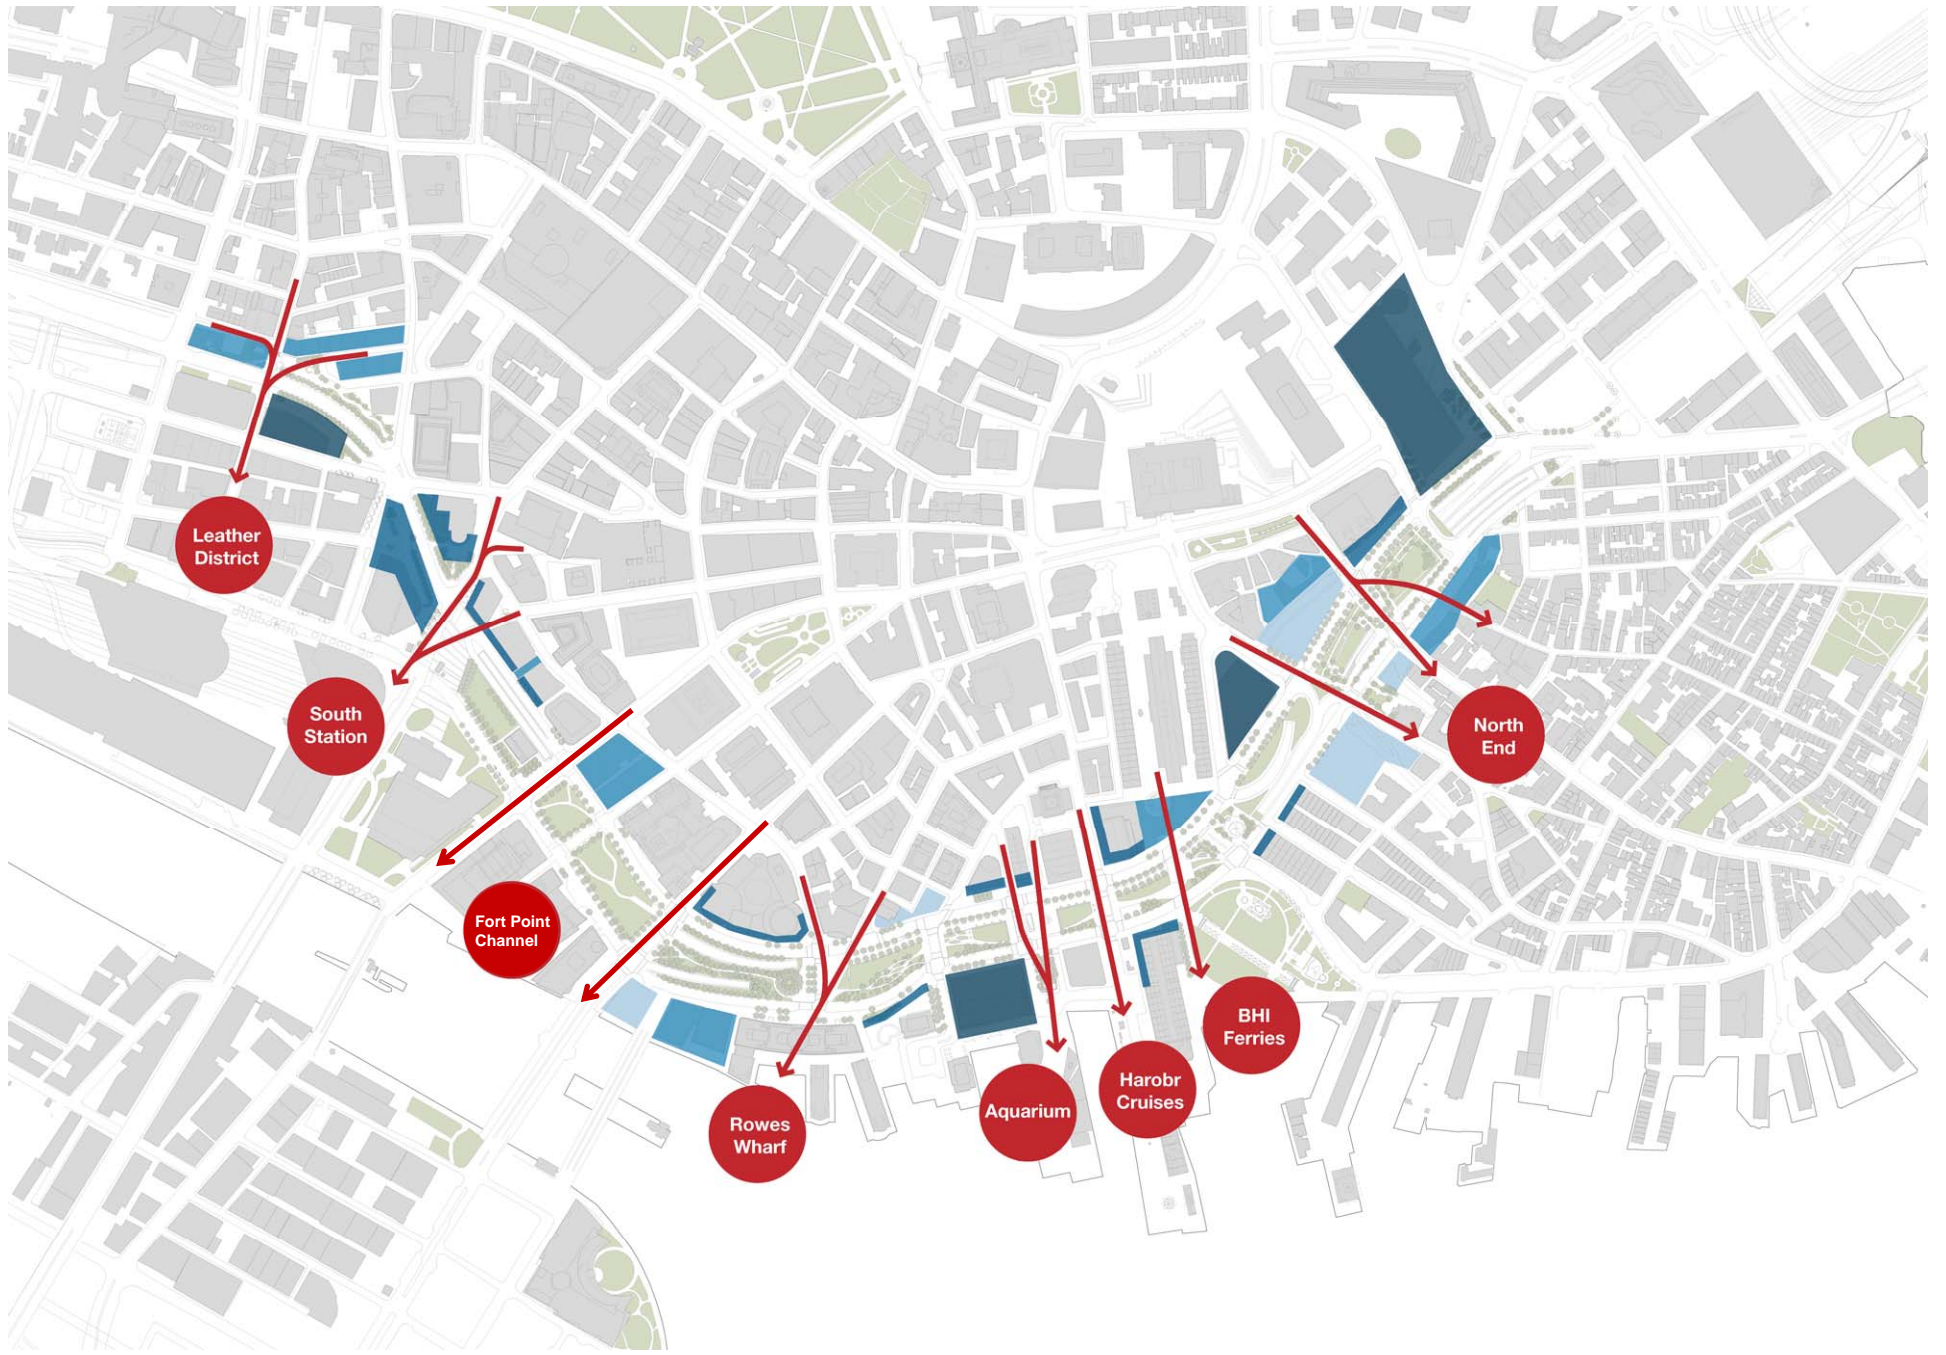 Leather
District
South
Station
Fort Point
Channel
Rowes
Wharf
Aquarium
Harobr
Cruises
BHI
Ferries
North
End